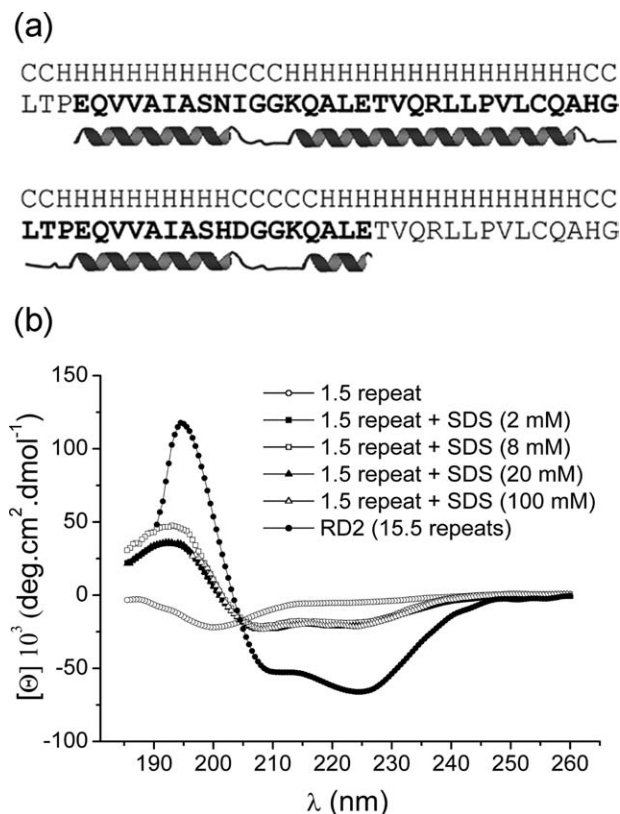 (a)
CCHHHHHHHHHHCCCHHHHHHHHHHHHHHHHHCC
LTPEQVVAIASNIGGKQALETVQRLLPVLCQAHG
CCHHHHHHHHHHCCCCCHHHHHHHHHHHHHHHCC
LTPEQVVAIASHDGGKQALETVQRLLPVLCQAHG
(b)
150
100
50
0
-50
-100
[Θ] 10³ (deg.cm².dmol⁻¹)
1.5 repeat
1.5 repeat + SDS (2 mM)
1.5 repeat + SDS (8 mM)
1.5 repeat + SDS (20 mM)
1.5 repeat + SDS (100 mM)
RD2 (15.5 repeats)
190 200 210 220 230 240 250 260
λ (nm)